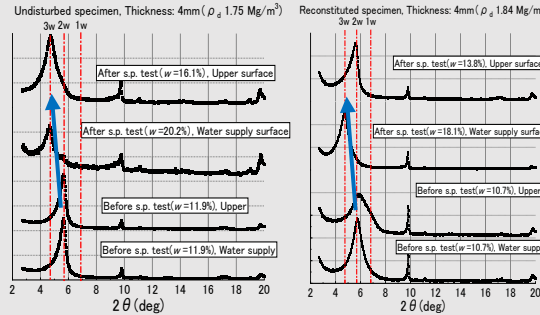 Undisturbed specimen, Thickness: 4mm(ρd 1.75 Mg/m³)
3w 2w 1w
After s.p. test(w=16.1%), Upper surface
After s.p. test(w=20.2%), Water supply surface
Before s.p. test(w=11.9%), Upper
Before s.p. test(w=11.9%), Water supply
2 4 6 8 10 12 14 16 18 20
2θ(deg)
Reconstituted specimen, Thickness: 4mm(ρd 1.84 Mg/m³
3w 2w 1w
After s.p. test(w=13.8%), Upper surface
After s.p. test(w=18.1%), Water supply surface
Before s.p. test(w=10.7%), Upper
Before s.p. test(w=10.7%), Water supply
2 4 6 8 10 12 14 16 18 20
2θ(deg)